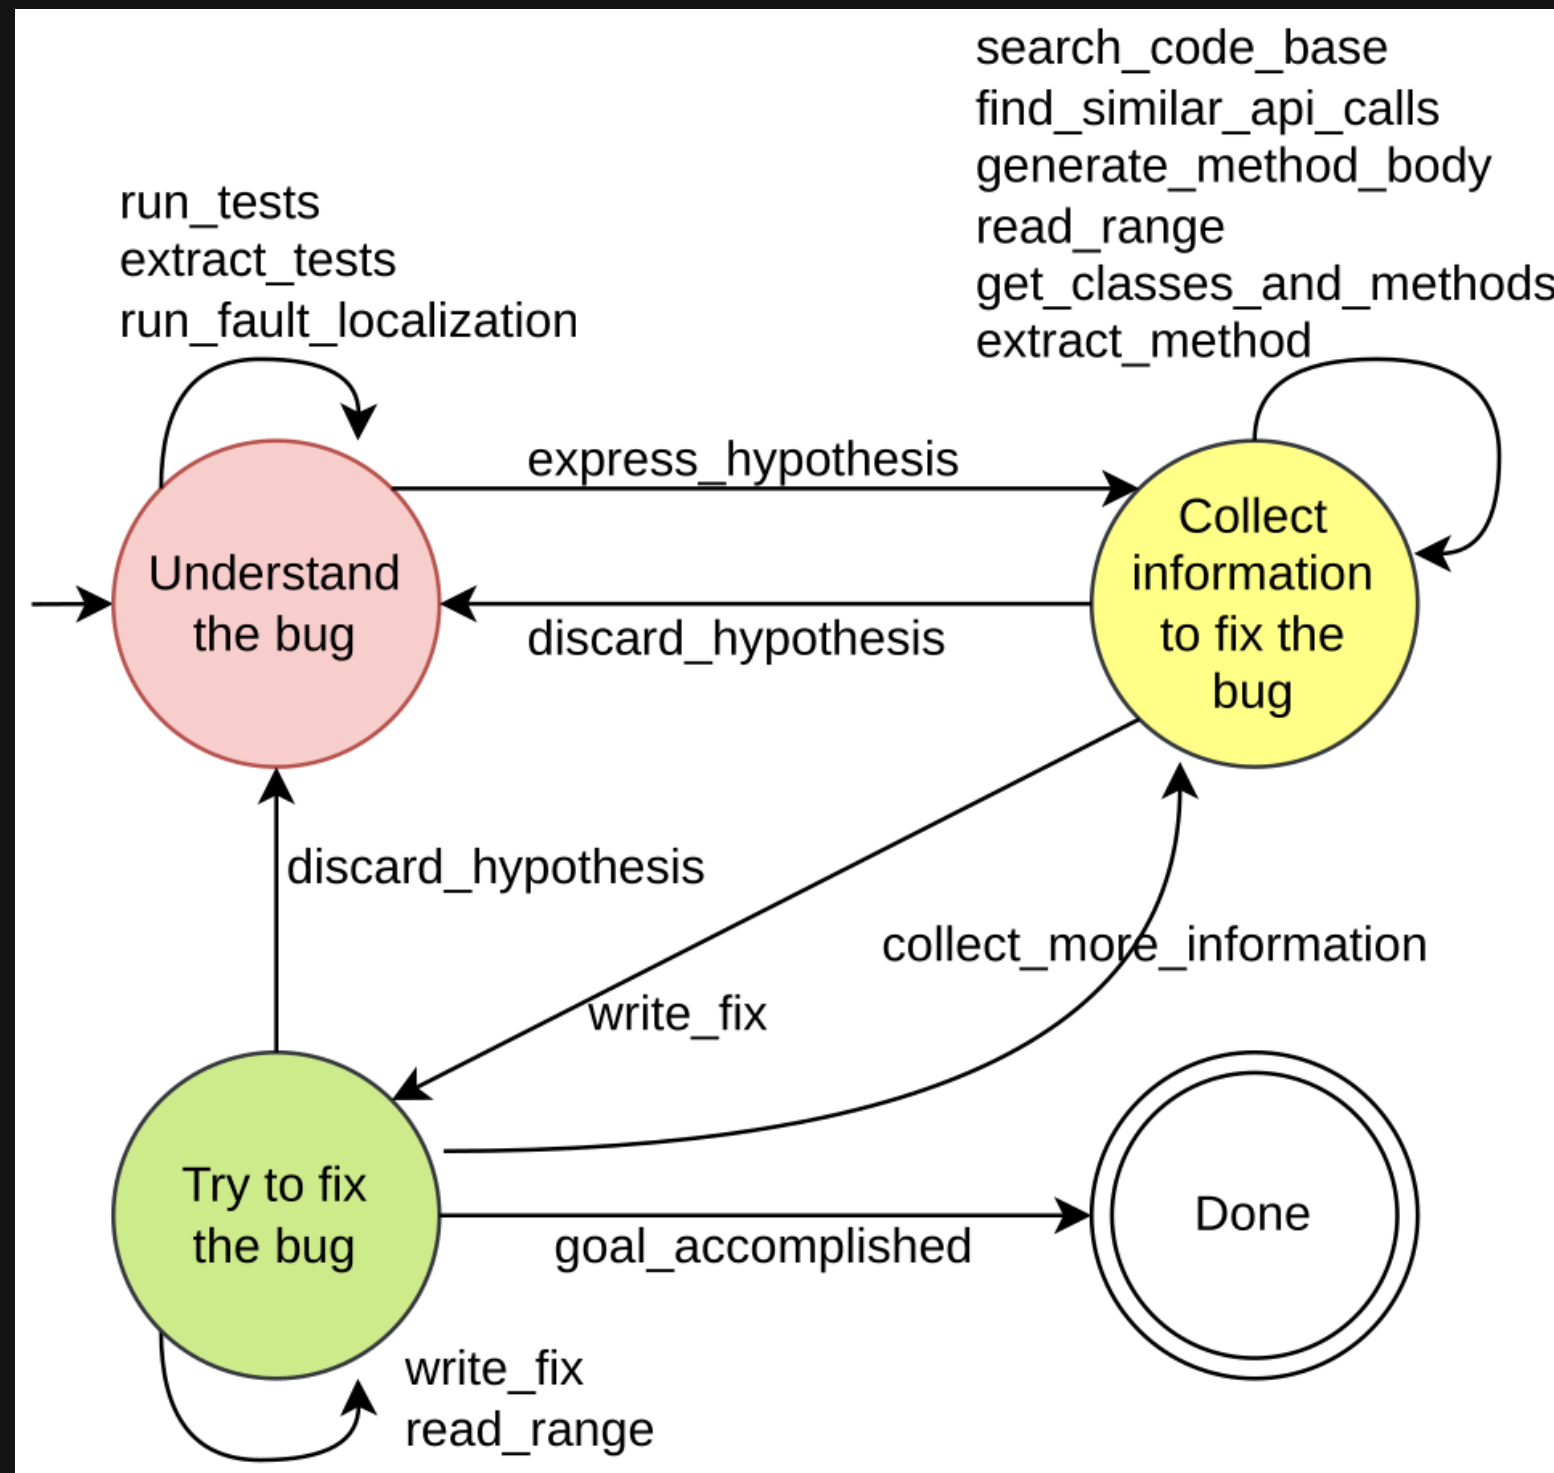 search_code_base
find_similar_api_calls
generate_method_body
read_range
get_classes_and_methods
extract_method
run_tests
extract_tests
run_fault_localization
express_hypothesis
Understand
the bug
Collect
information
to fix the
bug
discard_hypothesis
discard_hypothesis
collect_more_information
write_fix
Try to fix
the bug
Done
goal_accomplished
write_fix
read_range